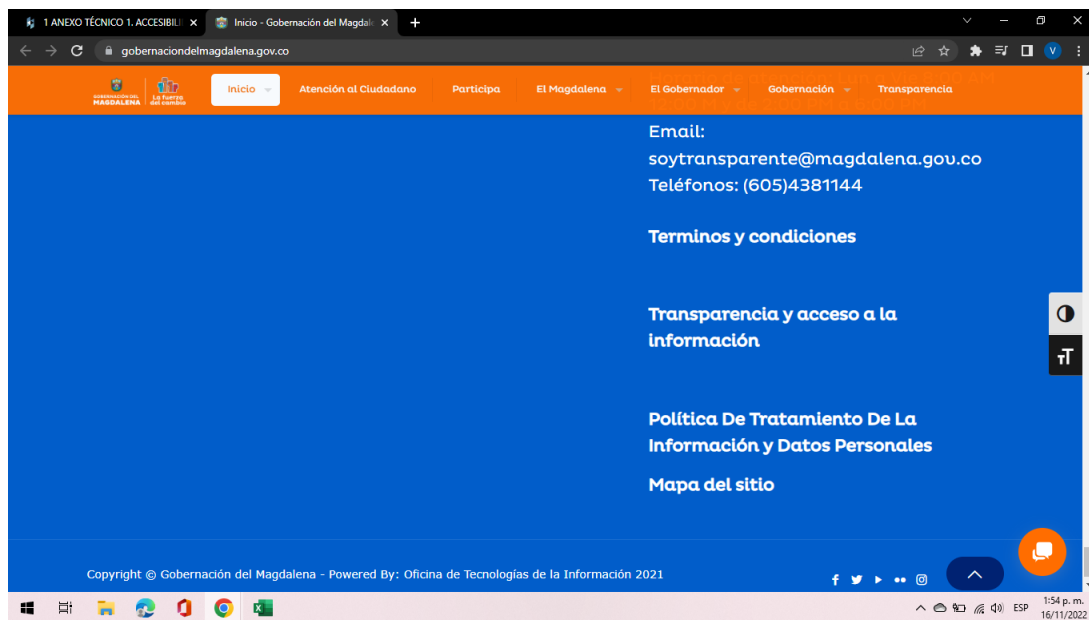 1 ANEXO TÉCNICO 1. ACCESIBILI
Inicio - Gobernación del Magdale
gobernaciondelmagdalena.gov.co
V
GOBERNACIÓN DEL
MAGDALENA
La fuerza
del cambio
Inicio
Atención al Ciudadano
Participa
El Magdalena
El Gobernador
Gobernación
Transparencia
Email:
soytransparente@magdalena.gov.co
Teléfonos: (605)4381144
Terminos y condiciones
Transparencia y acceso a la
información
Política De Tratamiento De La
Información y Datos Personales
Mapa del sitio
Copyright © Gobernación del Magdalena - Powered By: Oficina de Tecnologías de la Información 2021
ESP
1:54 p. m.
16/11/2022